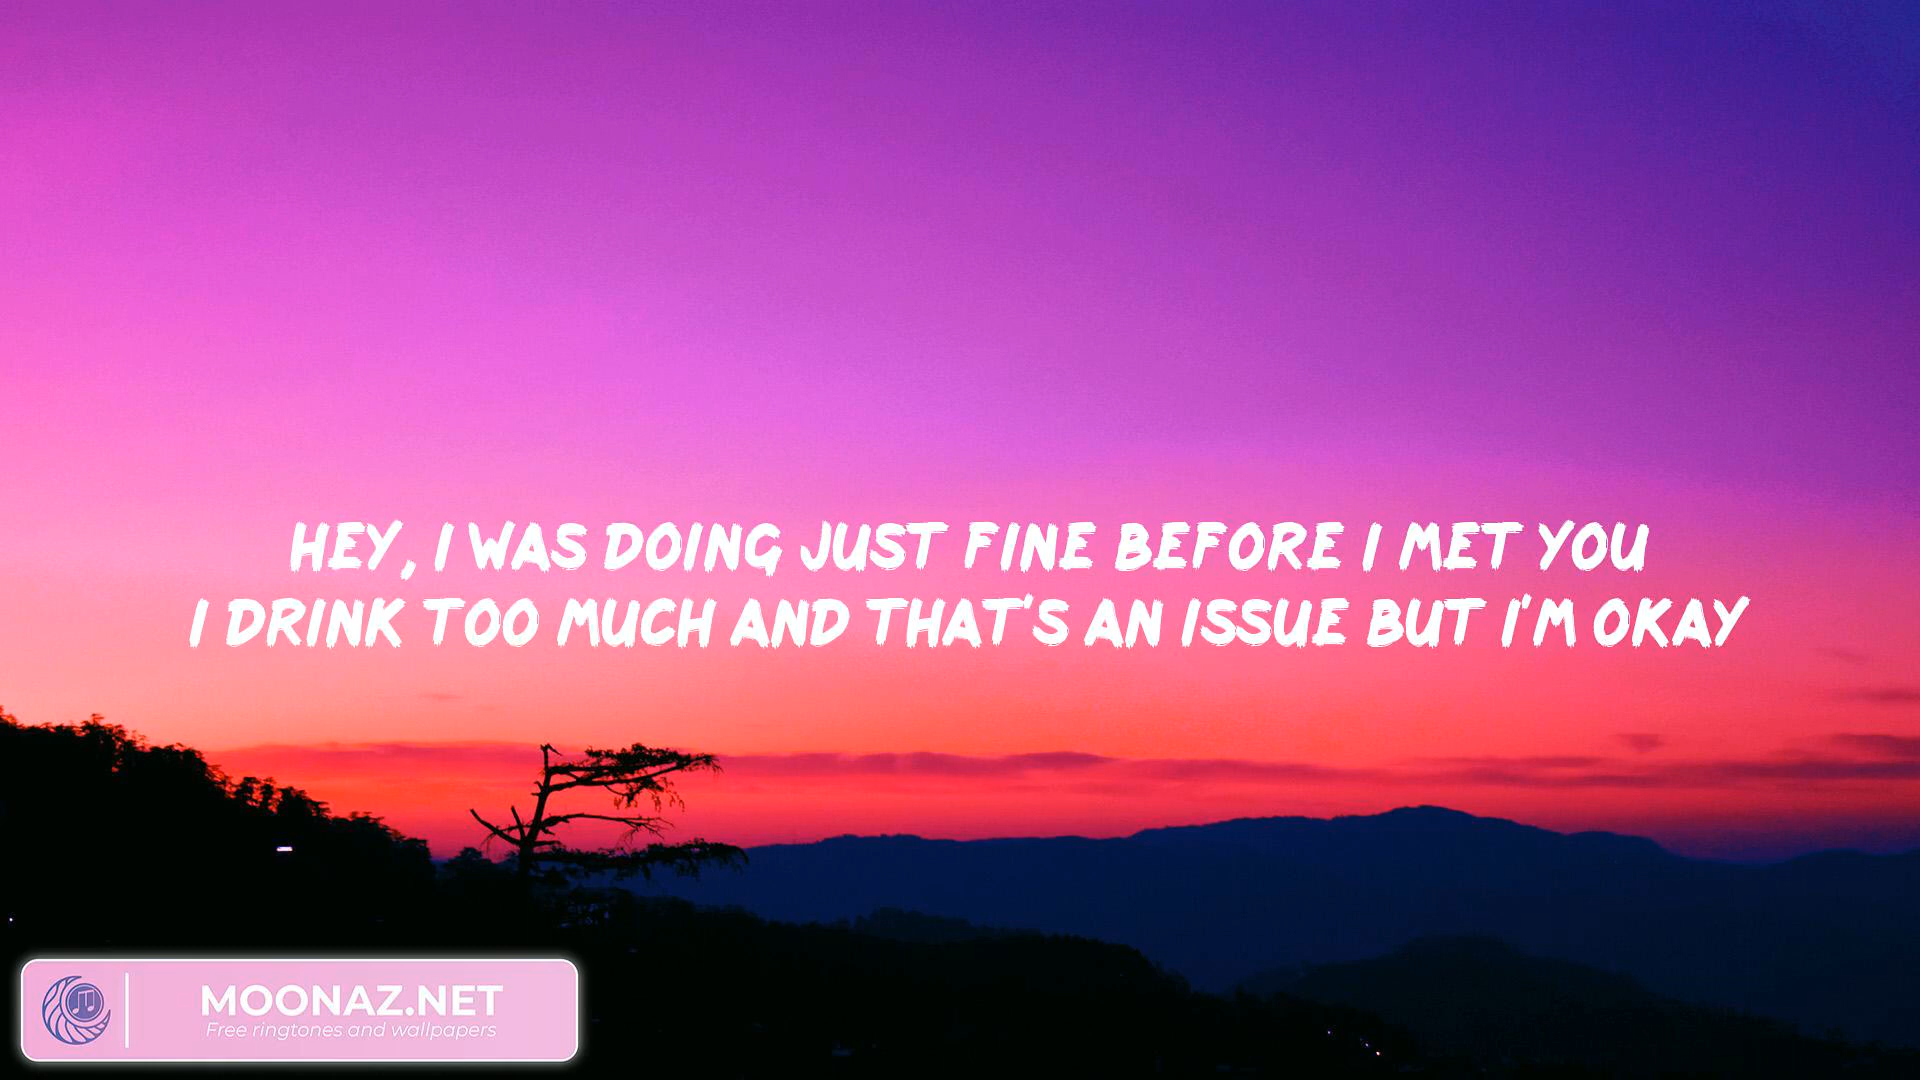 HEY, I WAS DOING JUST FINE BEFORE I MET YOU
I DRINK TOO MUCH AND THAT'S AN ISSUE BUT I'M OKAY
MOONAZ.NET
Free ringtones and wallpapers